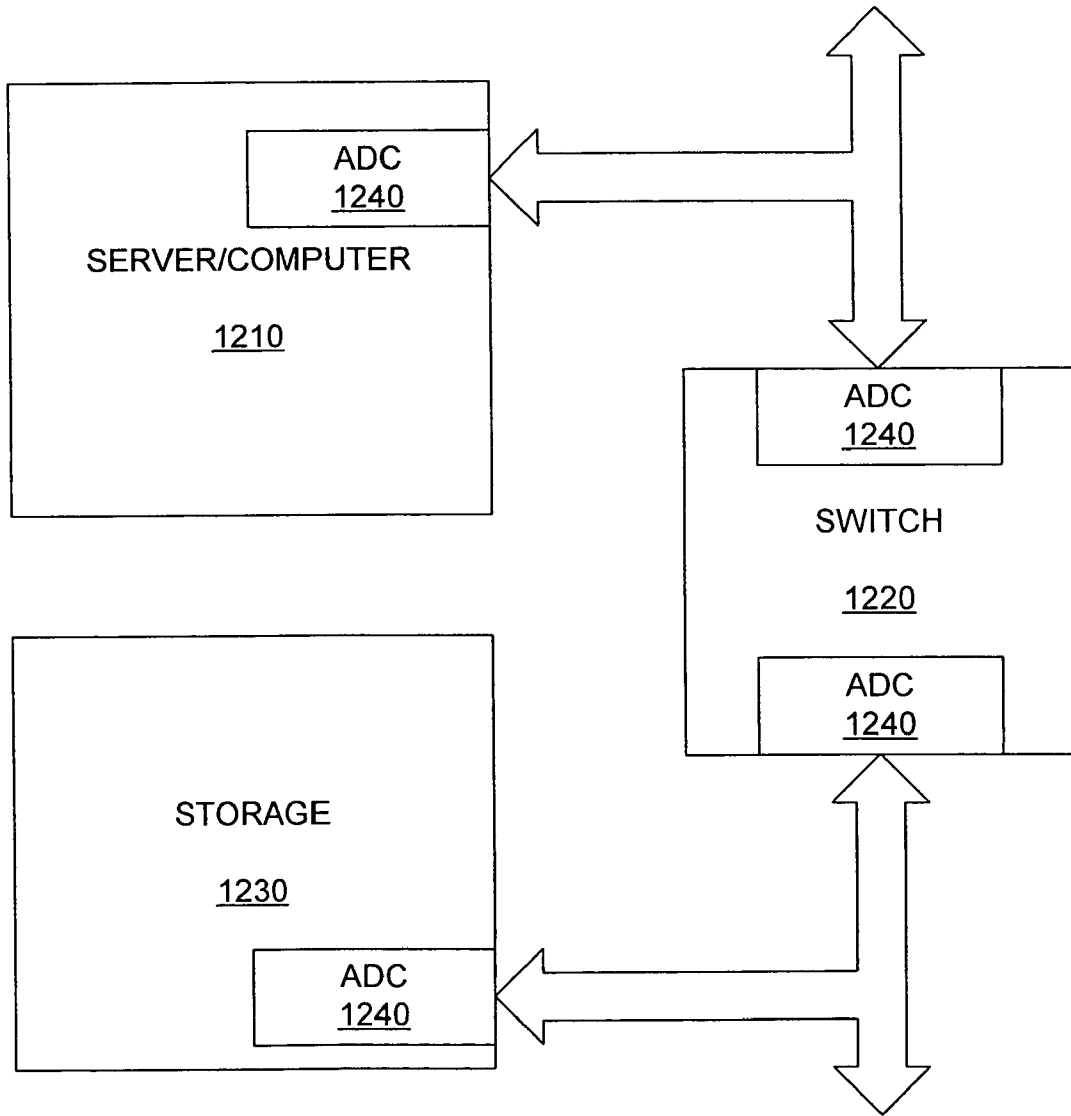 ADC
1240
SERVER/COMPUTER
1210
ADC
1240
SWITCH
1220
ADC
1240
STORAGE
1230
ADC
1240